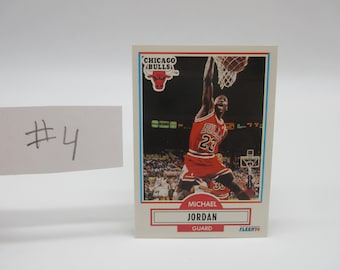 #4
CHICAGO
BULLS
23
MICHAEL
JORDAN
GUARD
FLEER '90